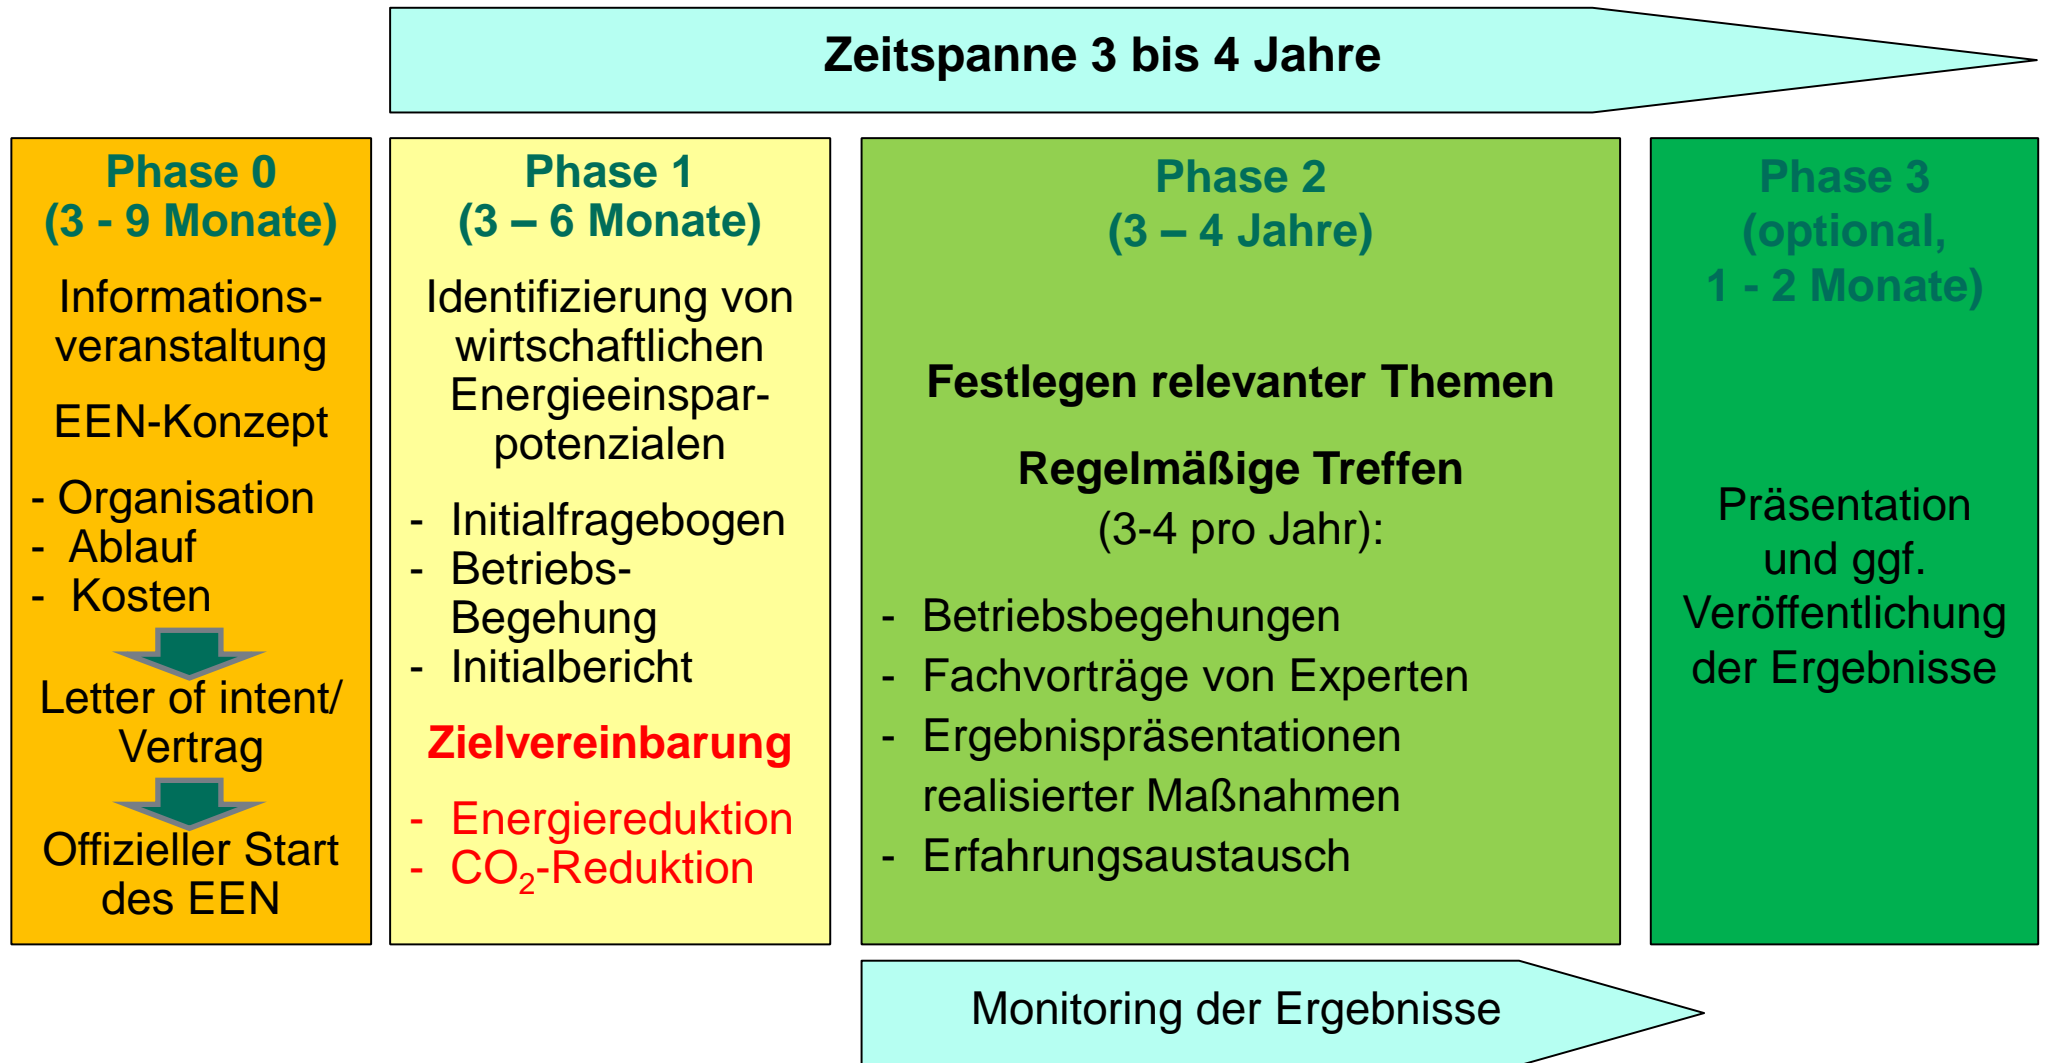 Zeitspanne 3 bis 4 Jahre
Phase 0
(3 - 9 Monate)
Informations-
veranstaltung
EEN-Konzept
- Organisation
- Ablauf
- Kosten
Letter of intent/
Vertrag
Offizieller Start
des EEN
Phase 1
(3 – 6 Monate)
Identifizierung von
wirtschaftlichen
Energieeinspar-
potenzialen
- Initialfragebogen
- Betriebs-
Begehung
- Initialbericht
Zielvereinbarung
- Energiereduktion
- CO₂-Reduktion
Phase 2
(3 – 4 Jahre)
Festlegen relevanter Themen
Regelmäßige Treffen
(3-4 pro Jahr):
- Betriebsbegehungen
- Fachvorträge von Experten
- Ergebnispräsentationen
realisierter Maßnahmen
- Erfahrungsaustausch
Phase 3
(optional,
1 - 2 Monate)
Präsentation
und ggf.
Veröffentlichung
der Ergebnisse
Monitoring der Ergebnisse